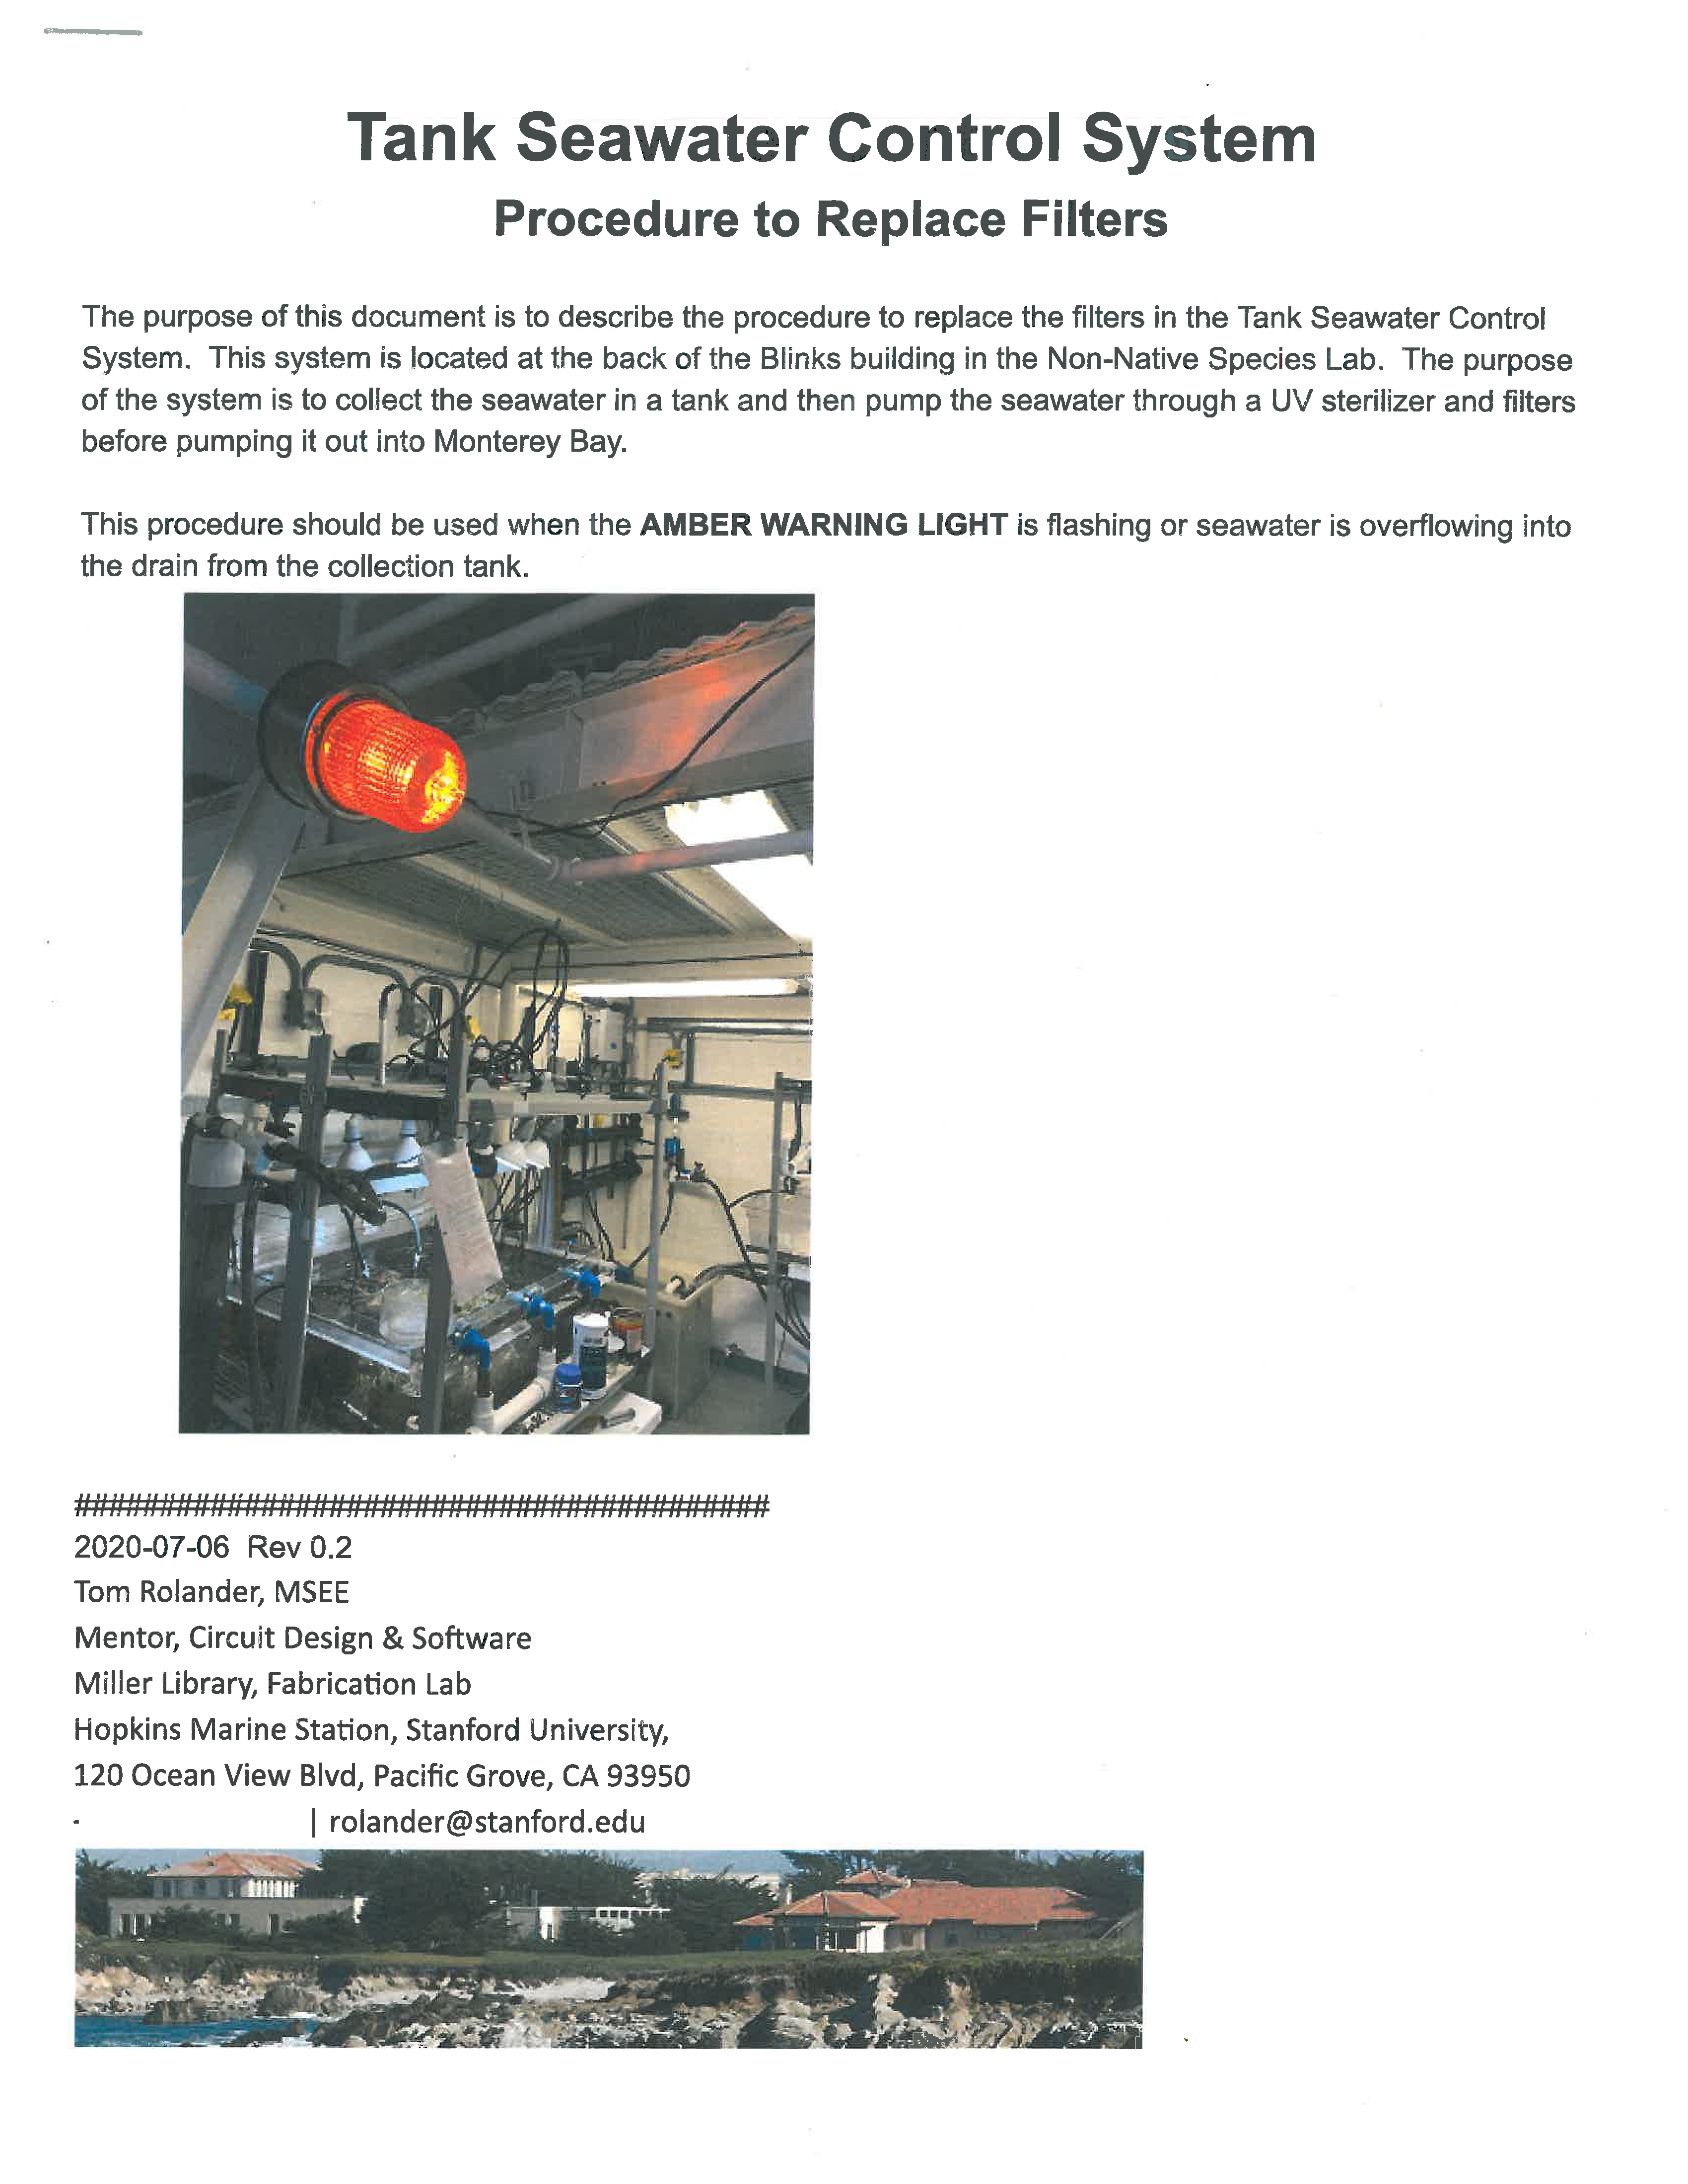 Tank Seawater Control System
Procedure to Replace Filters
The purpose of this document is to describe the procedure to replace the filters in the Tank Seawater Control
System.  This system is located at the back of the Blinks building in the Non-Native Species Lab.  The purpose
of the system is to collect the seawater in a tank and then pump the seawater through a UV sterilizer and filters
before pumping it out into Monterey Bay.
This procedure should be used when the AMBER WARNING LIGHT is flashing or seawater is overflowing into
the drain from the collection tank.
#############################################################
2020-07-06  Rev 0.2
Tom Rolander, MSEE
Mentor, Circuit Design & Software
Miller Library, Fabrication Lab
Hopkins Marine Station, Stanford University,
120 Ocean View Blvd, Pacific Grove, CA 93950
| rolander@stanford.edu